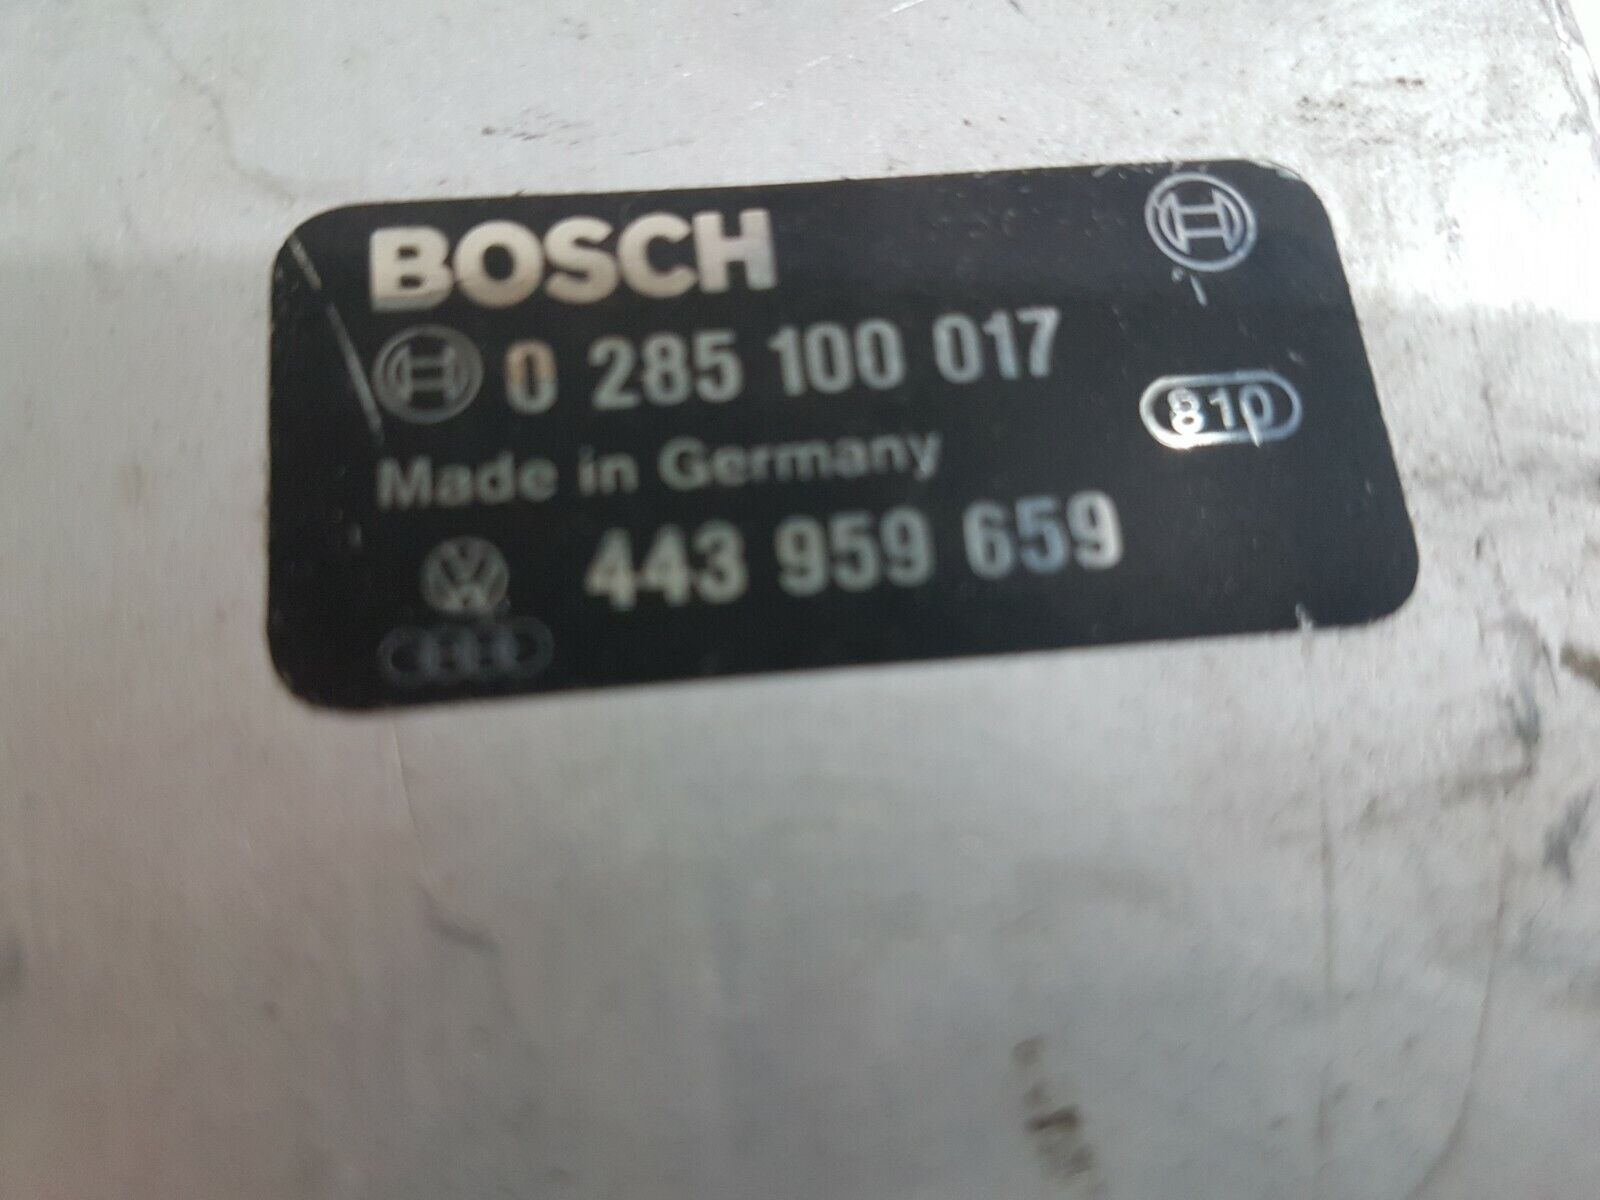 BOSCH
0 285 100 017
810
Made in Germany
443 959 659